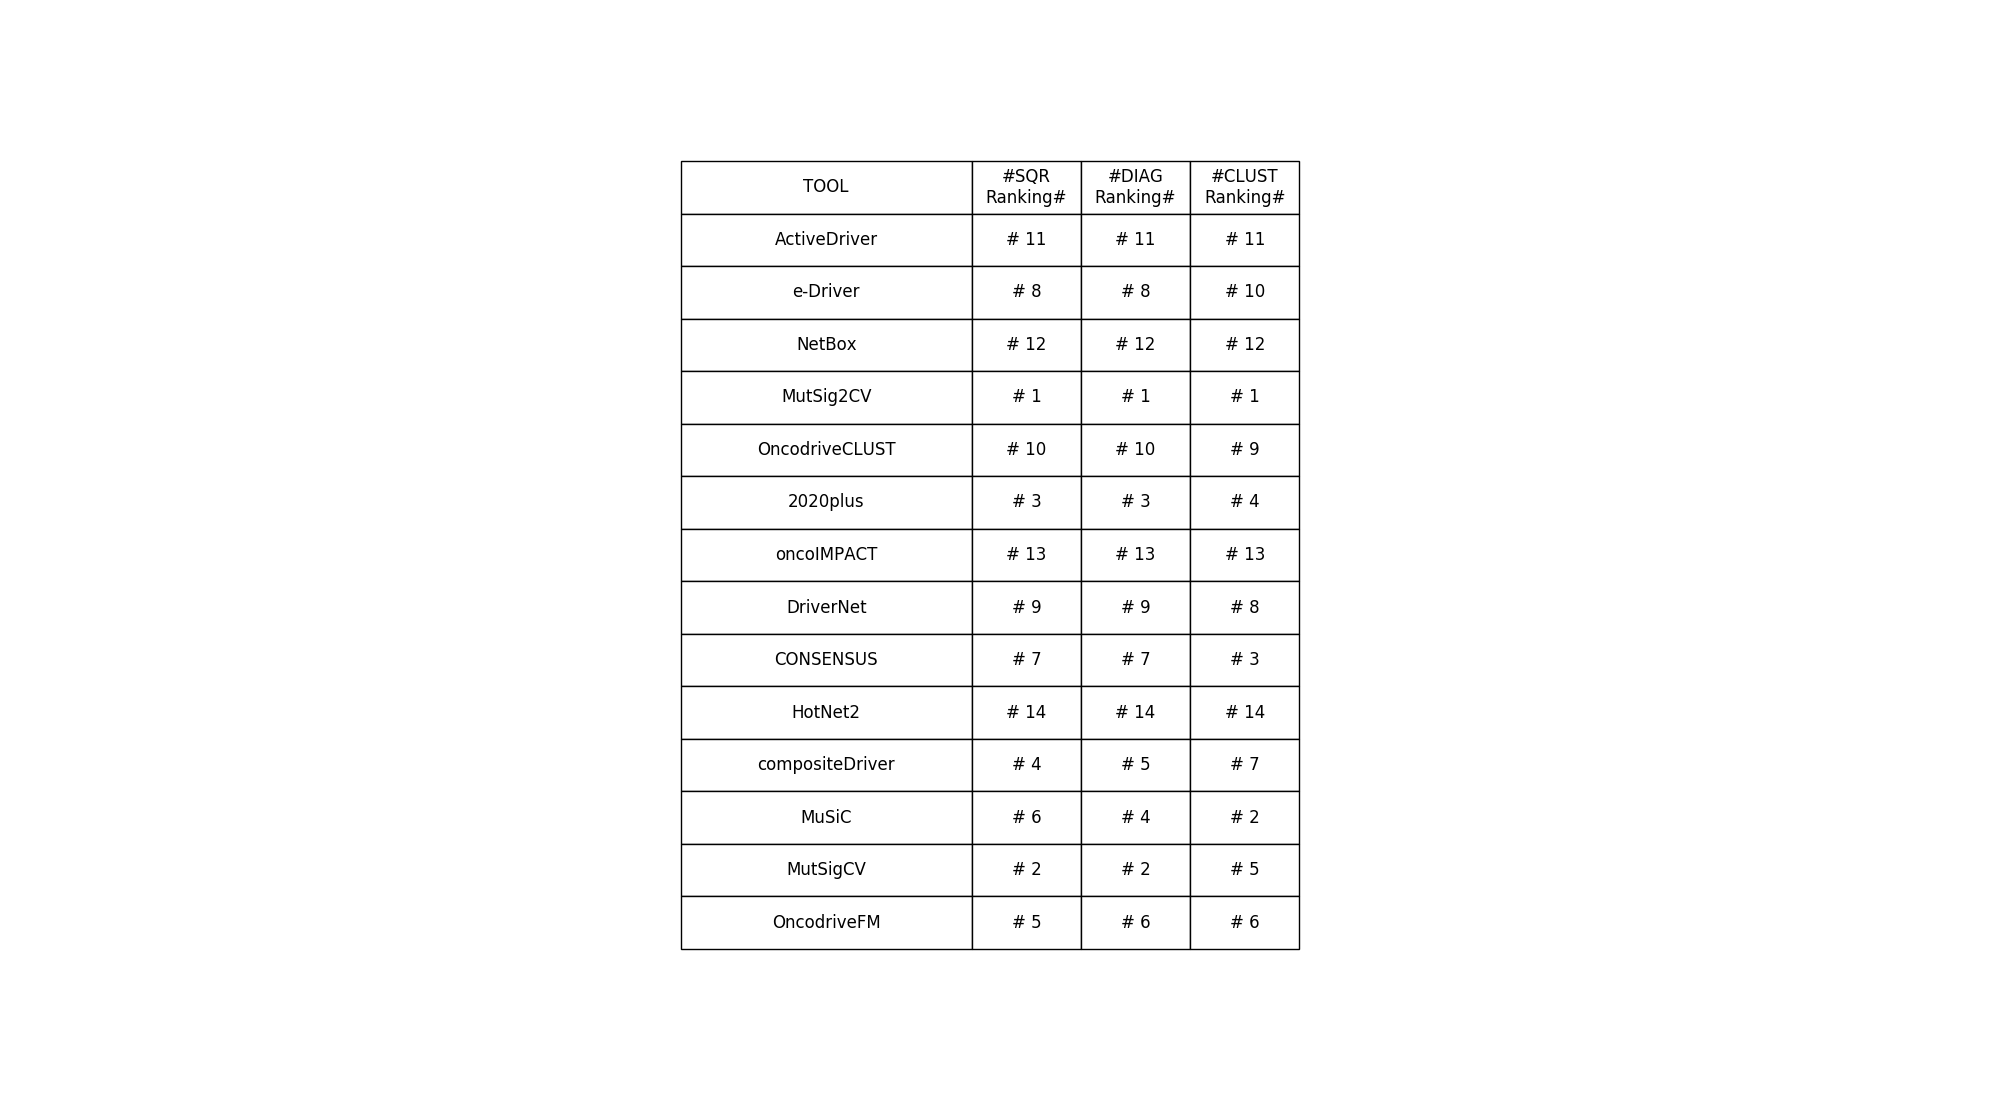 TOOL #SQR Ranking# #DIAG Ranking# #CLUST Ranking#
ActiveDriver # 11 # 11 # 11
e-Driver # 8 # 8 # 10
NetBox # 12 # 12 # 12
MutSig2CV # 1 # 1 # 1
OncodriveCLUST # 10 # 10 # 9
2020plus # 3 # 3 # 4
oncoIMPACT # 13 # 13 # 13
DriverNet # 9 # 9 # 8
CONSENSUS # 7 # 7 # 3
HotNet2 # 14 # 14 # 14
compositeDriver # 4 # 5 # 7
MuSiC # 6 # 4 # 2
MutSigCV # 2 # 2 # 5
OncodriveFM # 5 # 6 # 6